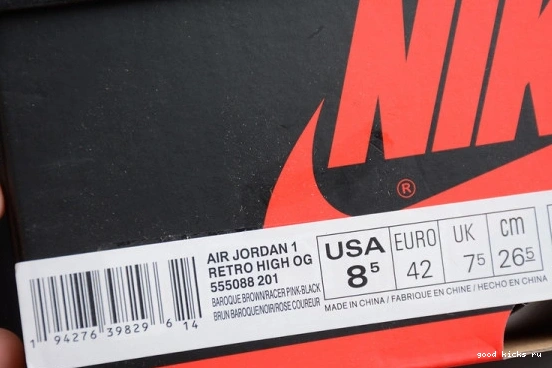 NIK
®
AIR JORDAN 1
RETRO HIGH OG
555088 201
BAROQUE BROWN/RACER PINK-BLACK
BRUN BAROQUE/NOIR/ROSE COUREUR
USA
8⁵
EURO
42
UK
7⁵
cm
26⁵
MADE IN CHINA / FABRIQUE EN CHINE / HECHO EN CHINA
1 94276 39829 6 14
good kicks ru